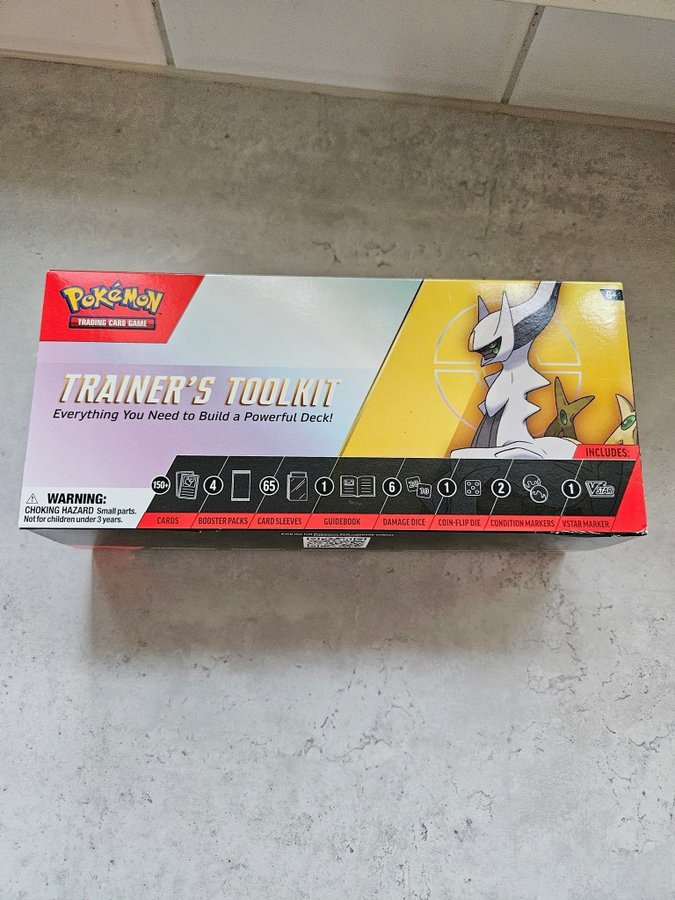 Pokémon
TRADING CARD GAME
TRAINER'S TOOLKIT
Everything You Need to Build a Powerful Deck!
INCLUDES:
150+ 4 65 1 6 1 2 1 VSTAR
CARDS BOOSTER PACKS CARD SLEEVES GUIDEBOOK DAMAGE DICE COIN-FLIP DIE CONDITION MARKERS VSTAR MARKER
WARNING:
CHOKING HAZARD Small parts.
Not for children under 3 years.